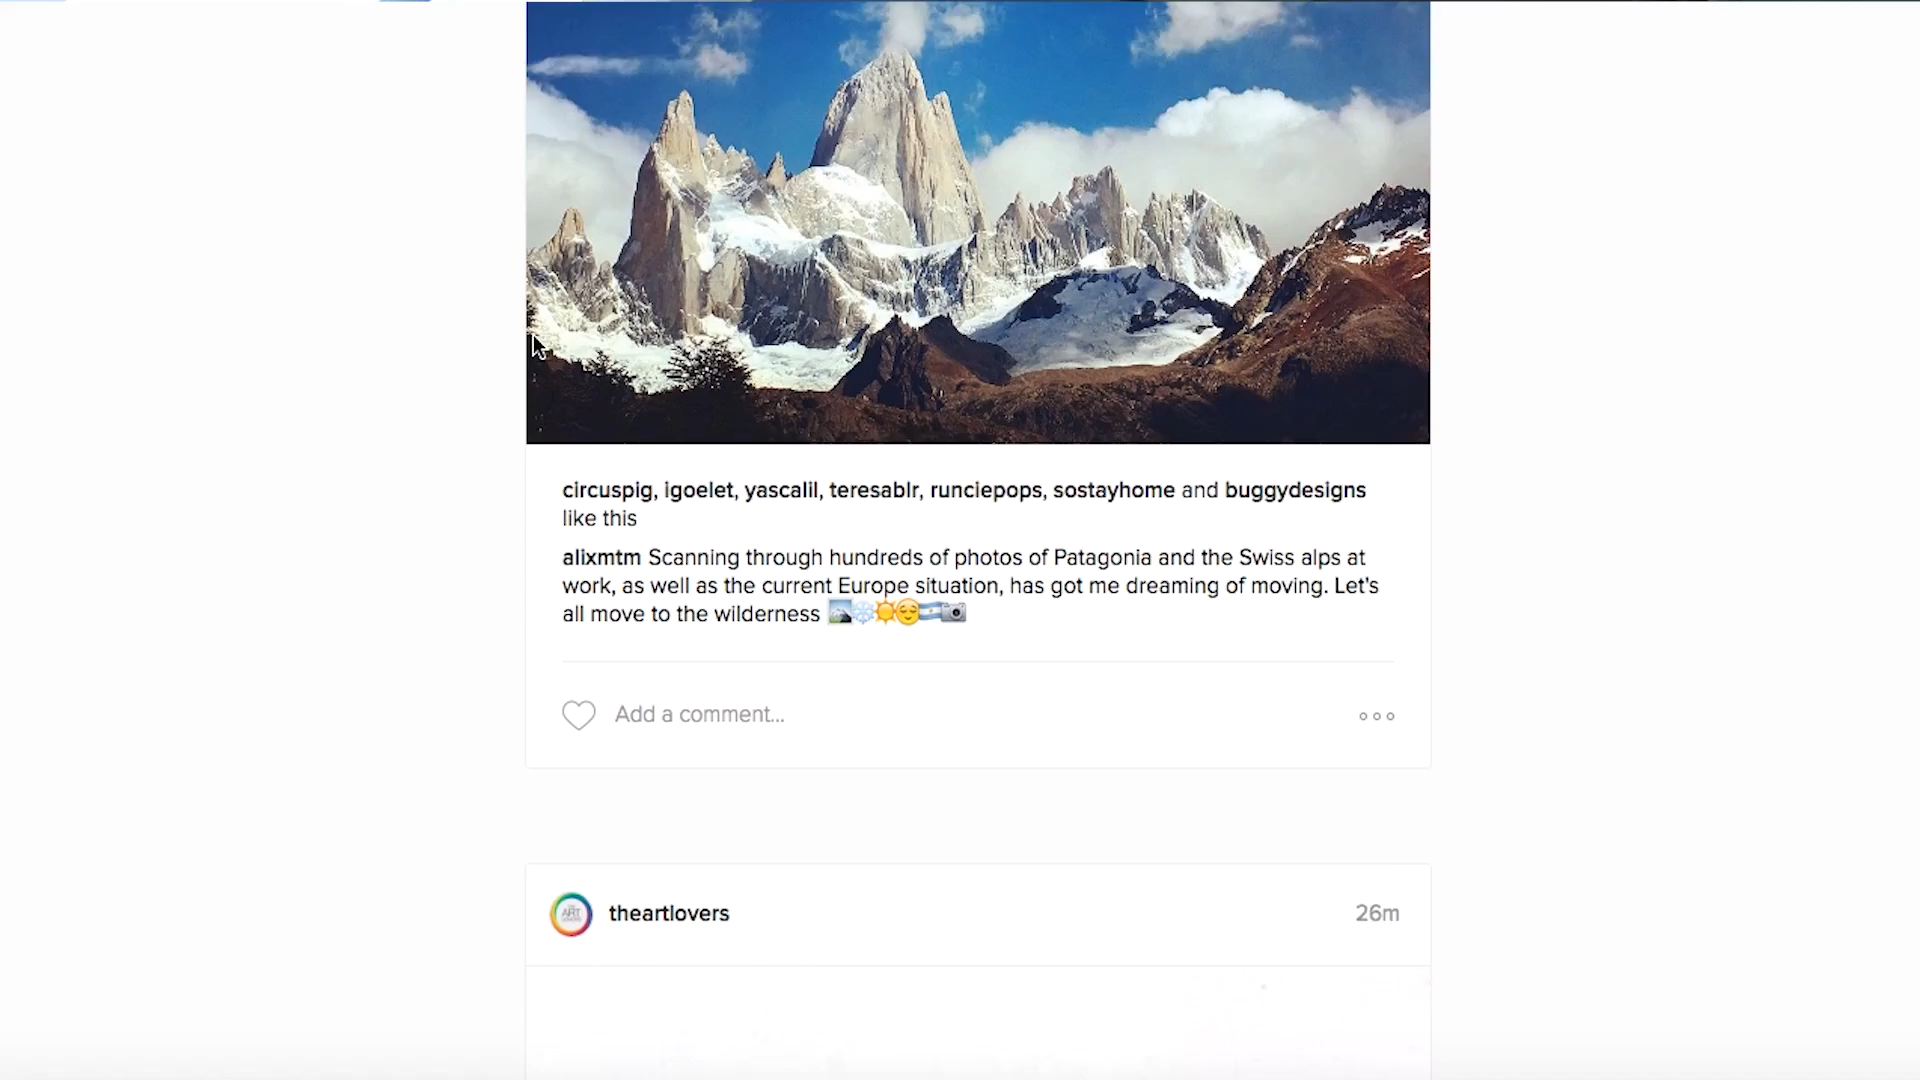 circuspig, igoelet, yascalil, teresablr, runciepops, sostayhome and buggydesigns
like this
alixmtm Scanning through hundreds of photos of Patagonia and the Swiss alps at
work, as well as the current Europe situation, has got me dreaming of moving. Let's
all move to the wilderness 🏔❄️☀️😌🇦🇷📷
Add a comment...
ART
theartlovers
26m